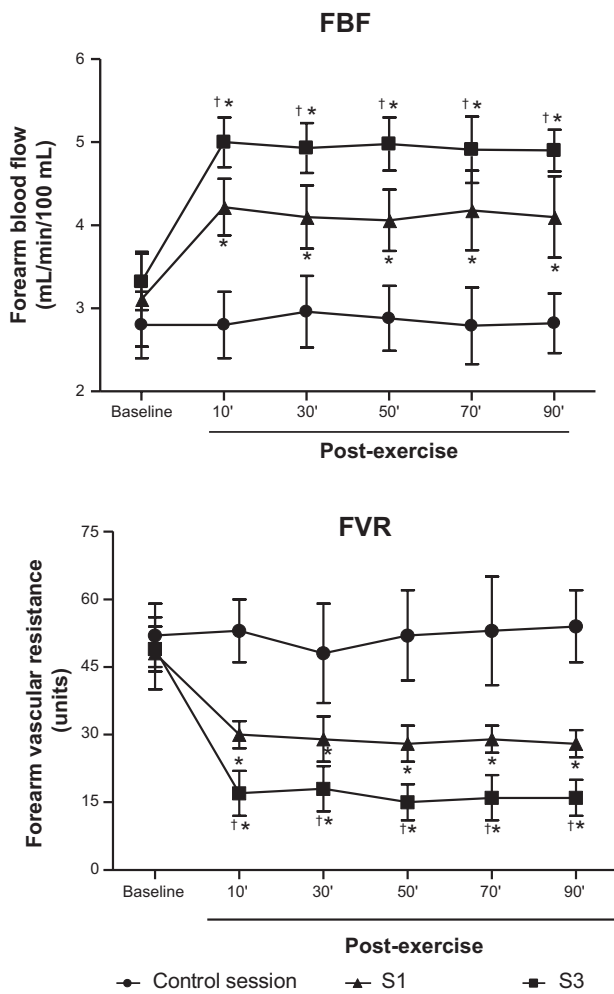 FBF
Forearm blood flow
(mL/min/100 mL)
6
5
4
3
2
†* †* †* †* †*
* * * * *
Baseline 10' 30' 50' 70' 90'
Post-exercise
FVR
Forearm vascular resistance
(units)
75
60
45
30
15
0
* * * * *
†* †* †* †* †*
Baseline 10' 30' 50' 70' 90'
Post-exercise
Control session S1 S3